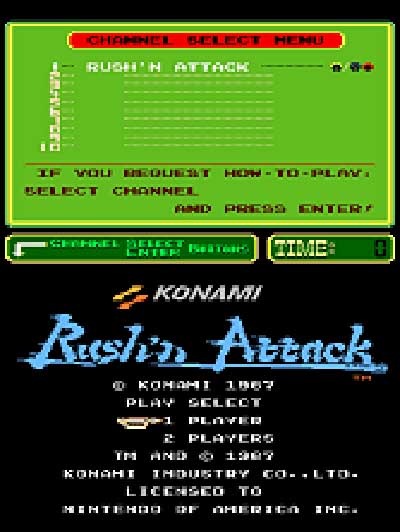 CHANNEL SELECT MENU
RUSH'N ATTACK
IF YOU REQUEST HOW-TO-PLAY,
SELECT CHANNEL
AND PRESS ENTER!
CHANNEL SELECT
ENTER BUTTONS
TIME: 0
KONAMI
Rush'n Attack
TM
© KONAMI 1987
PLAY SELECT
1 PLAYER
2 PLAYERS
TM AND © 1987
KONAMI INDUSTRY CO.,LTD.
LICENSED TO
NINTENDO OF AMERICA INC.